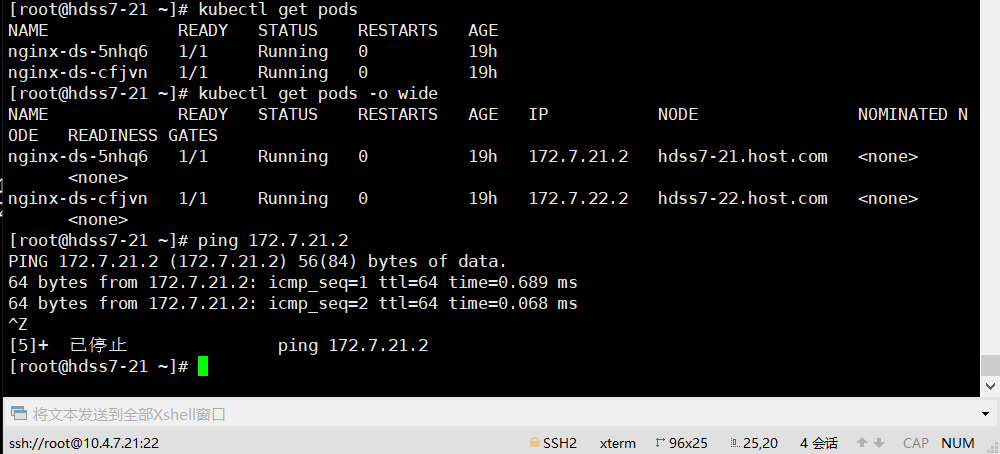 [root@hdss7-21 ~]# kubectl get pods
NAME             READY   STATUS    RESTARTS   AGE
nginx-ds-5nhq6   1/1     Running   0          19h
nginx-ds-cfjvn   1/1     Running   0          19h
[root@hdss7-21 ~]# kubectl get pods -o wide
NAME             READY   STATUS    RESTARTS   AGE   IP           NODE                NOMINATED N
ODE   READINESS GATES
nginx-ds-5nhq6   1/1     Running   0          19h   172.7.21.2   hdss7-21.host.com   <none>
      <none>
nginx-ds-cfjvn   1/1     Running   0          19h   172.7.22.2   hdss7-22.host.com   <none>
      <none>
[root@hdss7-21 ~]# ping 172.7.21.2
PING 172.7.21.2 (172.7.21.2) 56(84) bytes of data.
64 bytes from 172.7.21.2: icmp_seq=1 ttl=64 time=0.689 ms
64 bytes from 172.7.21.2: icmp_seq=2 ttl=64 time=0.068 ms
^Z
[5]+  已停止               ping 172.7.21.2
[root@hdss7-21 ~]#
将文本发送到全部Xshell窗口
ssh://root@10.4.7.21:22 SSH2 xterm 96x25 25,20 4 会话 CAP NUM